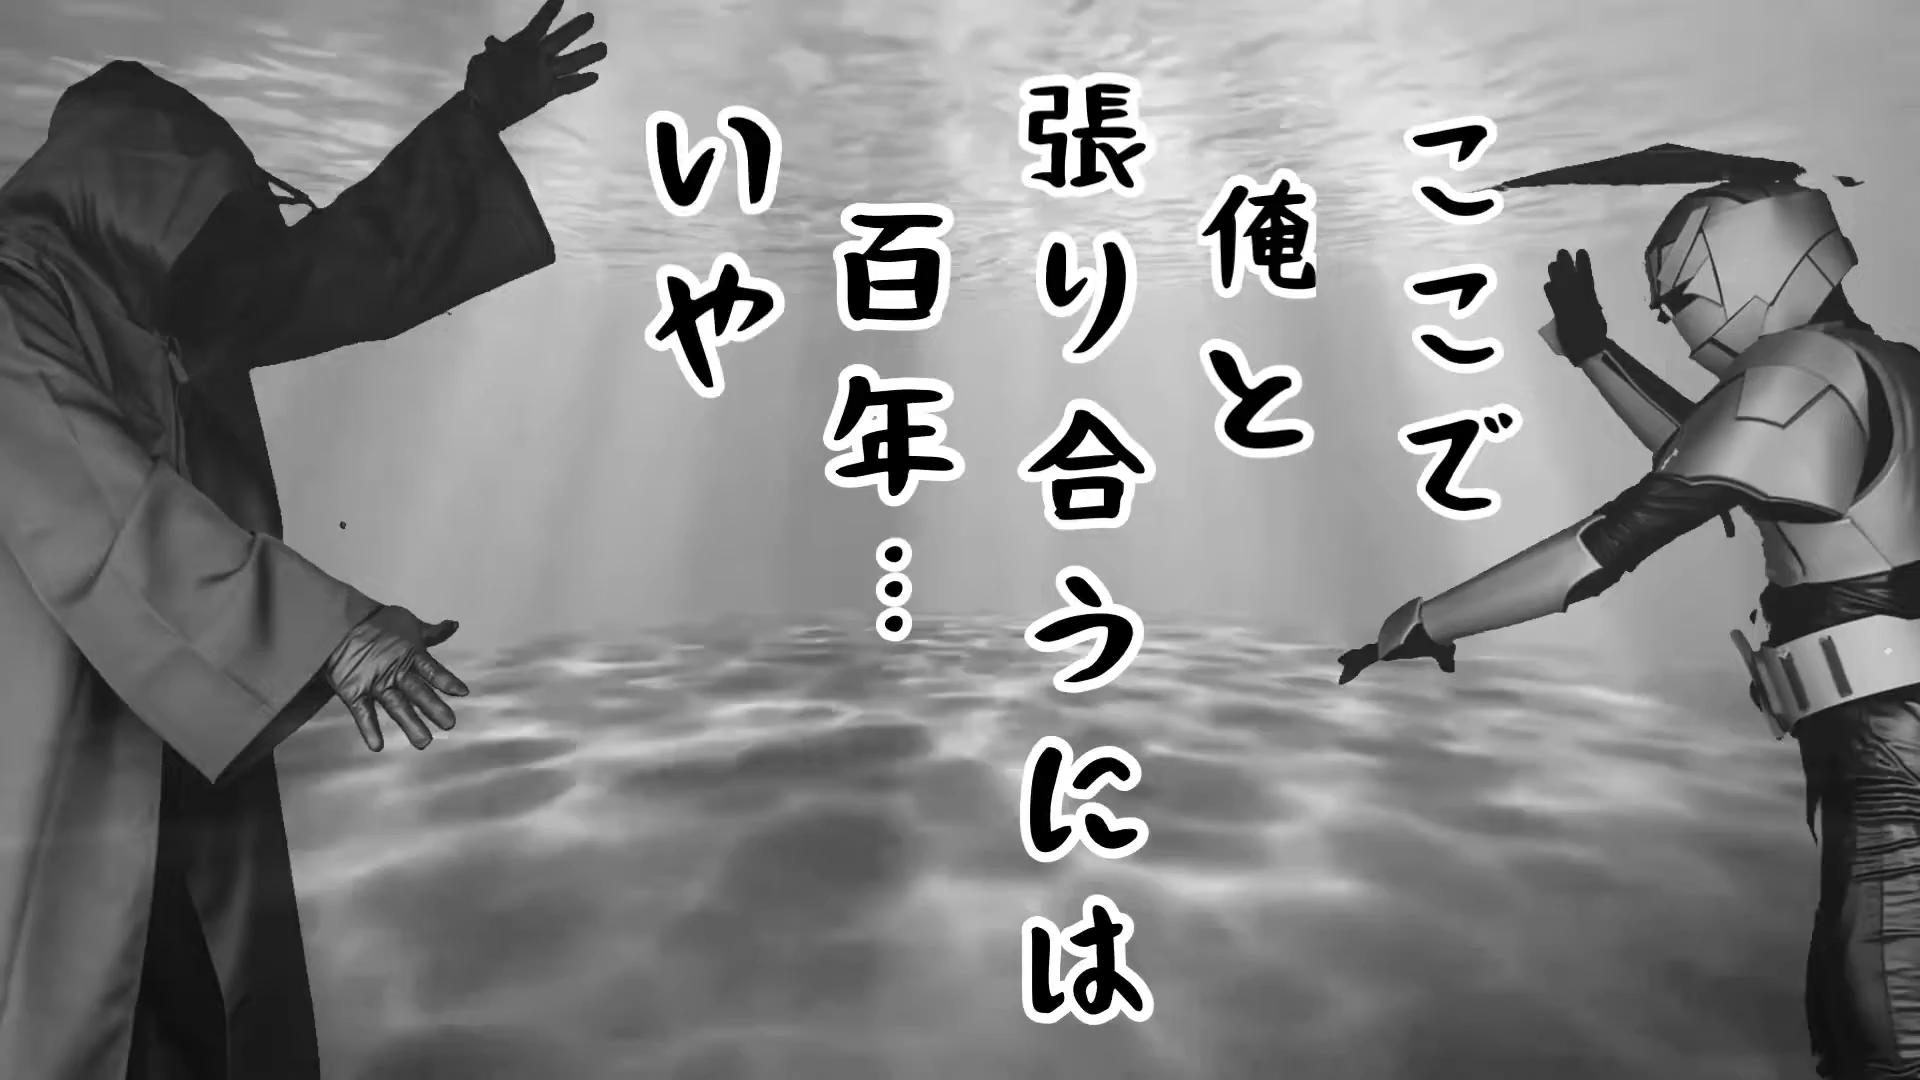 ここで
俺と
張り合うには
百年…
いや